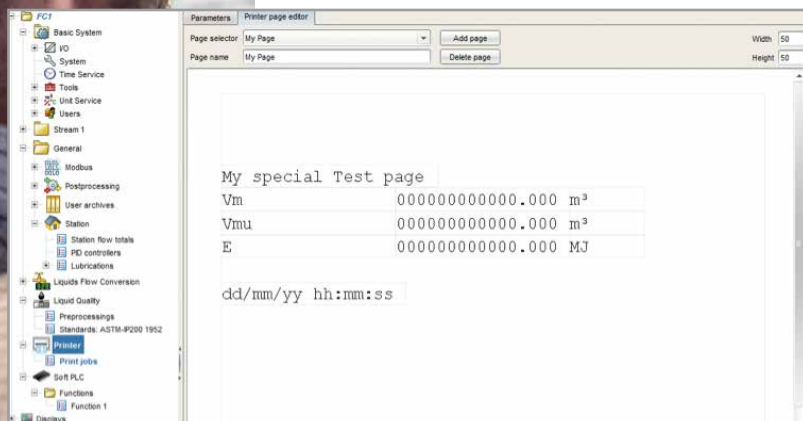 FC1
Basic System
I/O
System
Time Service
Tools
Unit Service
Users
Stream 1
General
Modbus
Postprocessing
User archives
Station
Station flow totals
PID controllers
Lubrications
Liquids Flow Conversion
Liquid Quality
Preprocessings
Standards: ASTM-IP200 1952
Printer
Print jobs
Soft PLC
Functions
Function 1
Displays
Parameters Printer page editor
Page selector My Page Add page Width 50
Page name My Page Delete page Height 50
My special Test page
Vm 000000000000.000 m³
Vmu 000000000000.000 m³
E 000000000000.000 MJ
dd/mm/yy hh:mm:ss